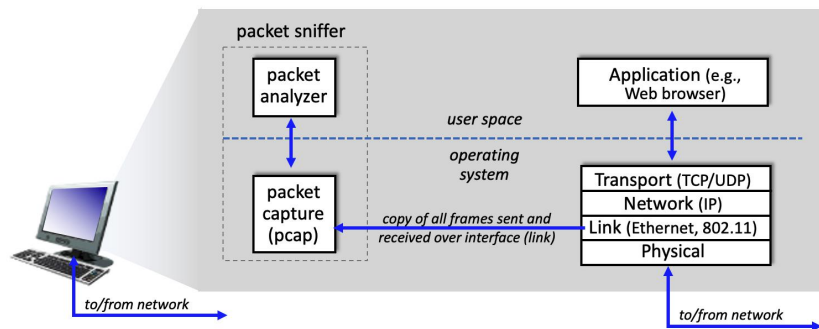 packet sniffer
packet
analyzer
Application (e.g.,
Web browser)
user space
operating
system
packet
capture
(pcap)
copy of all frames sent and
received over interface (link)
Transport (TCP/UDP)
Network (IP)
Link (Ethernet, 802.11)
Physical
to/from network
to/from network